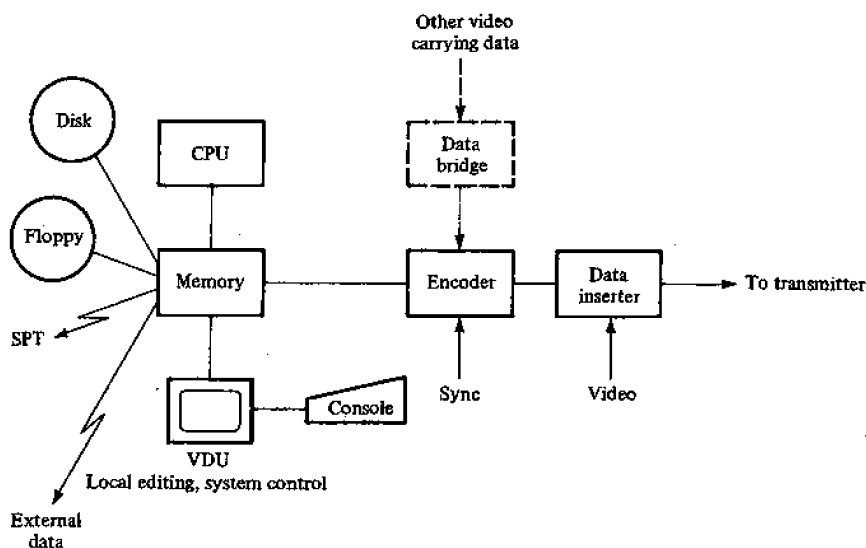 Other video
carrying data
Disk
CPU
Data
bridge
Floppy
Memory
Encoder
Data
inserter
To transmitter
SPT
Console
Sync
Video
VDU
Local editing, system control
External
data